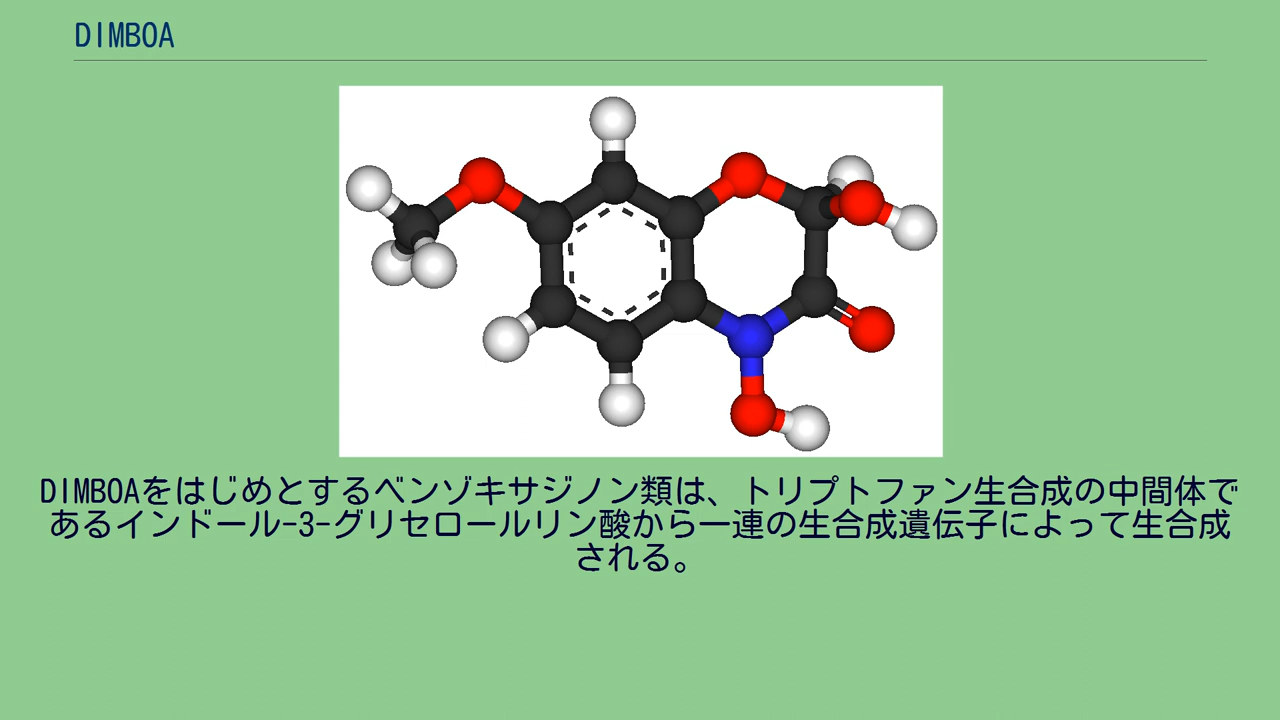 DIMBOA
DIMBOAをはじめとするベンゾキサジノン類は、トリプトファン生合成の中間体で
あるインドール-3-グリセロールリン酸から一連の生合成遺伝子によって生合成
される。